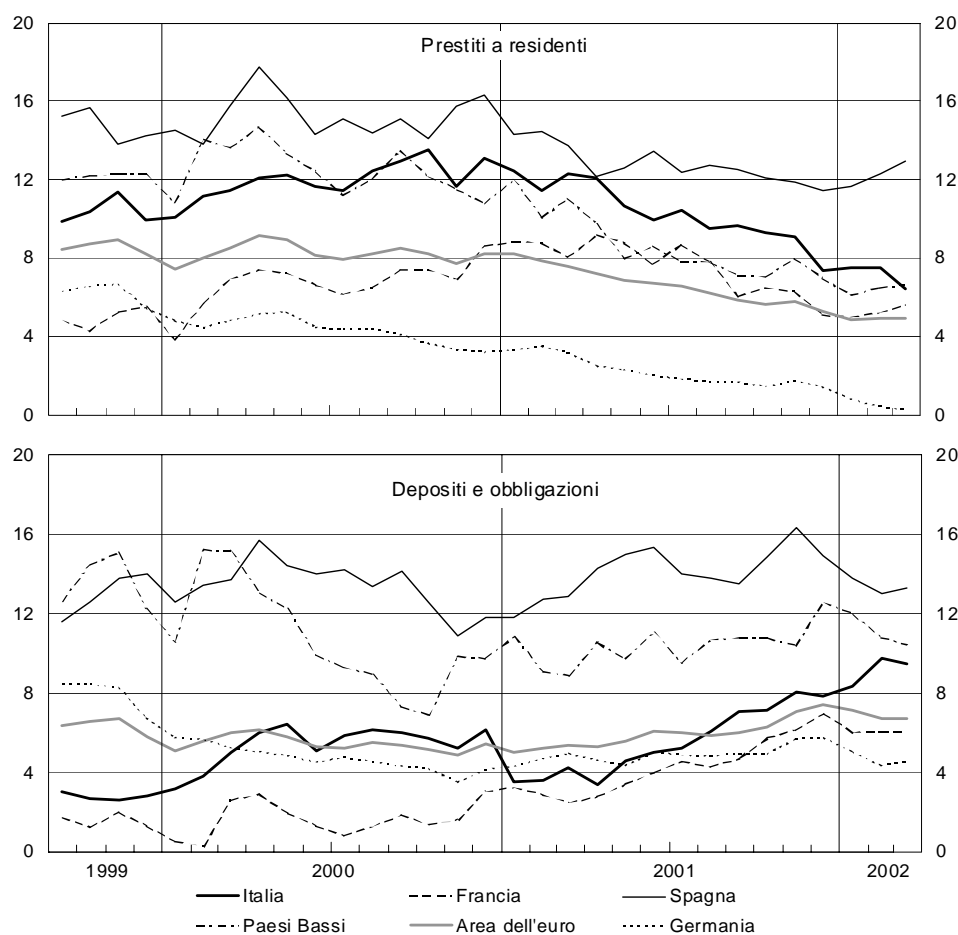 20 20
Prestiti a residenti
16 16
12 12
8 8
4 4
0 0
20 20
Depositi e obbligazioni
16 16
12 12
8 8
4 4
0 0
1999 2000 2001 2002
Italia Francia Spagna
Paesi Bassi Area dell'euro Germania